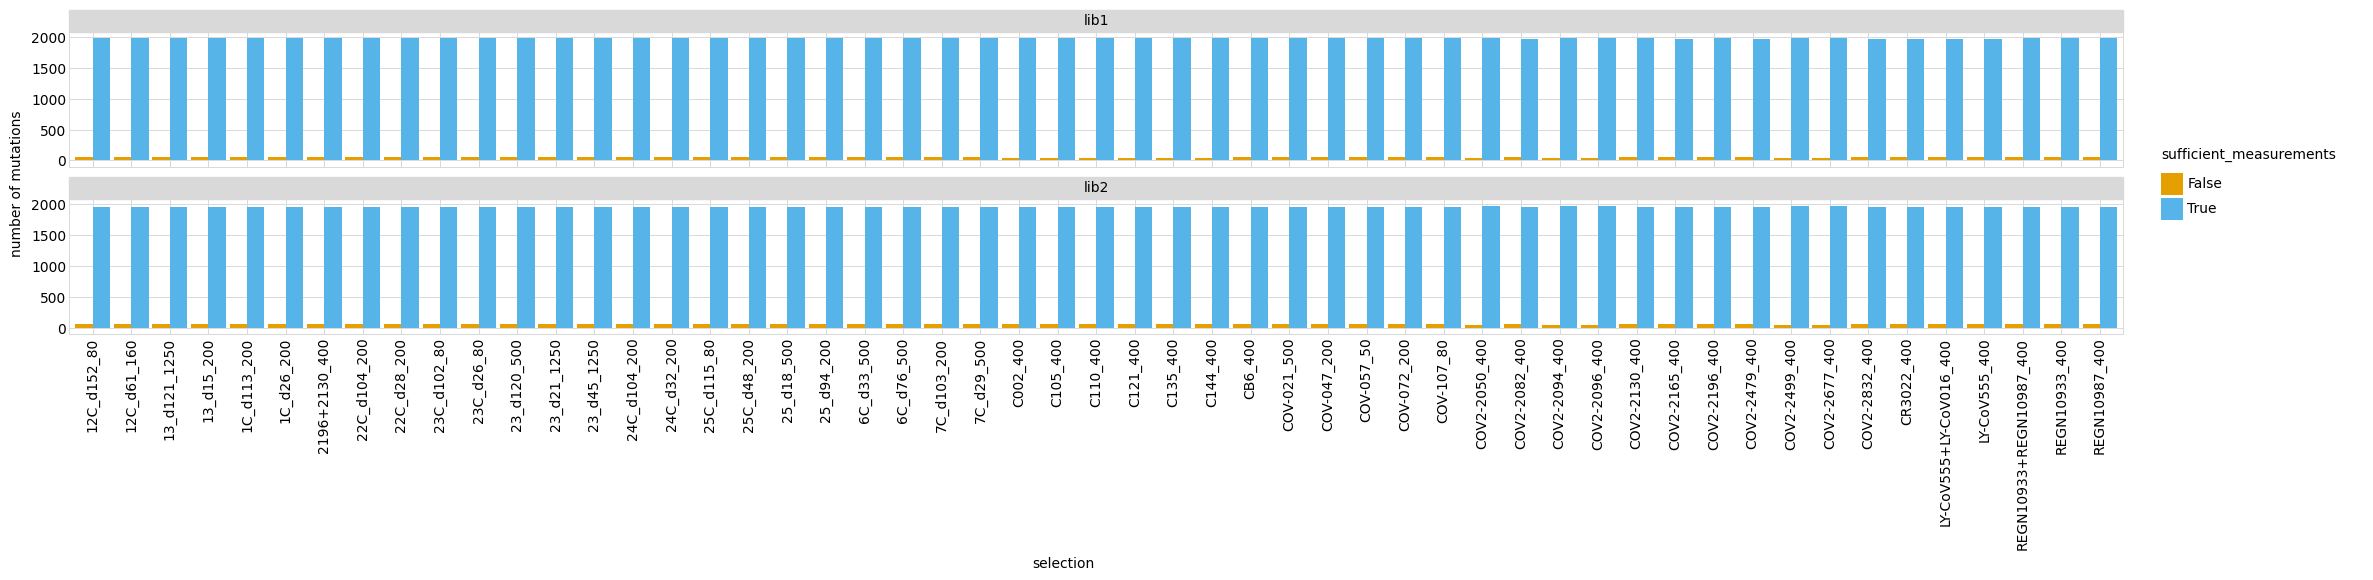 lib1
2000
1500
1000
500
0
lib2
2000
1500
1000
500
0
number of mutations
12C_d152_80
12C_d61_160
13_d121_1250
13_d15_200
1C_d113_200
1C_d26_200
2196+2130_400
22C_d104_200
22C_d28_200
23C_d102_80
23C_d26_80
23_d120_500
23_d21_1250
23_d45_1250
24C_d104_200
24C_d32_200
25C_d115_80
25C_d48_200
25_d18_500
25_d94_200
6C_d33_500
6C_d76_500
7C_d103_200
7C_d29_500
C002_400
C105_400
C110_400
C121_400
C135_400
C144_400
CB6_400
COV-021_500
COV-047_200
COV-057_50
COV-072_200
COV-107_80
COV2-2050_400
COV2-2082_400
COV2-2094_400
COV2-2096_400
COV2-2130_400
COV2-2165_400
COV2-2196_400
COV2-2479_400
COV2-2499_400
COV2-2677_400
COV2-2832_400
CR3022_400
LY-CoV555+LY-CoV016_400
LY-CoV555_400
REGN10933+REGN10987_400
REGN10933_400
REGN10987_400
selection
sufficient_measurements
False
True